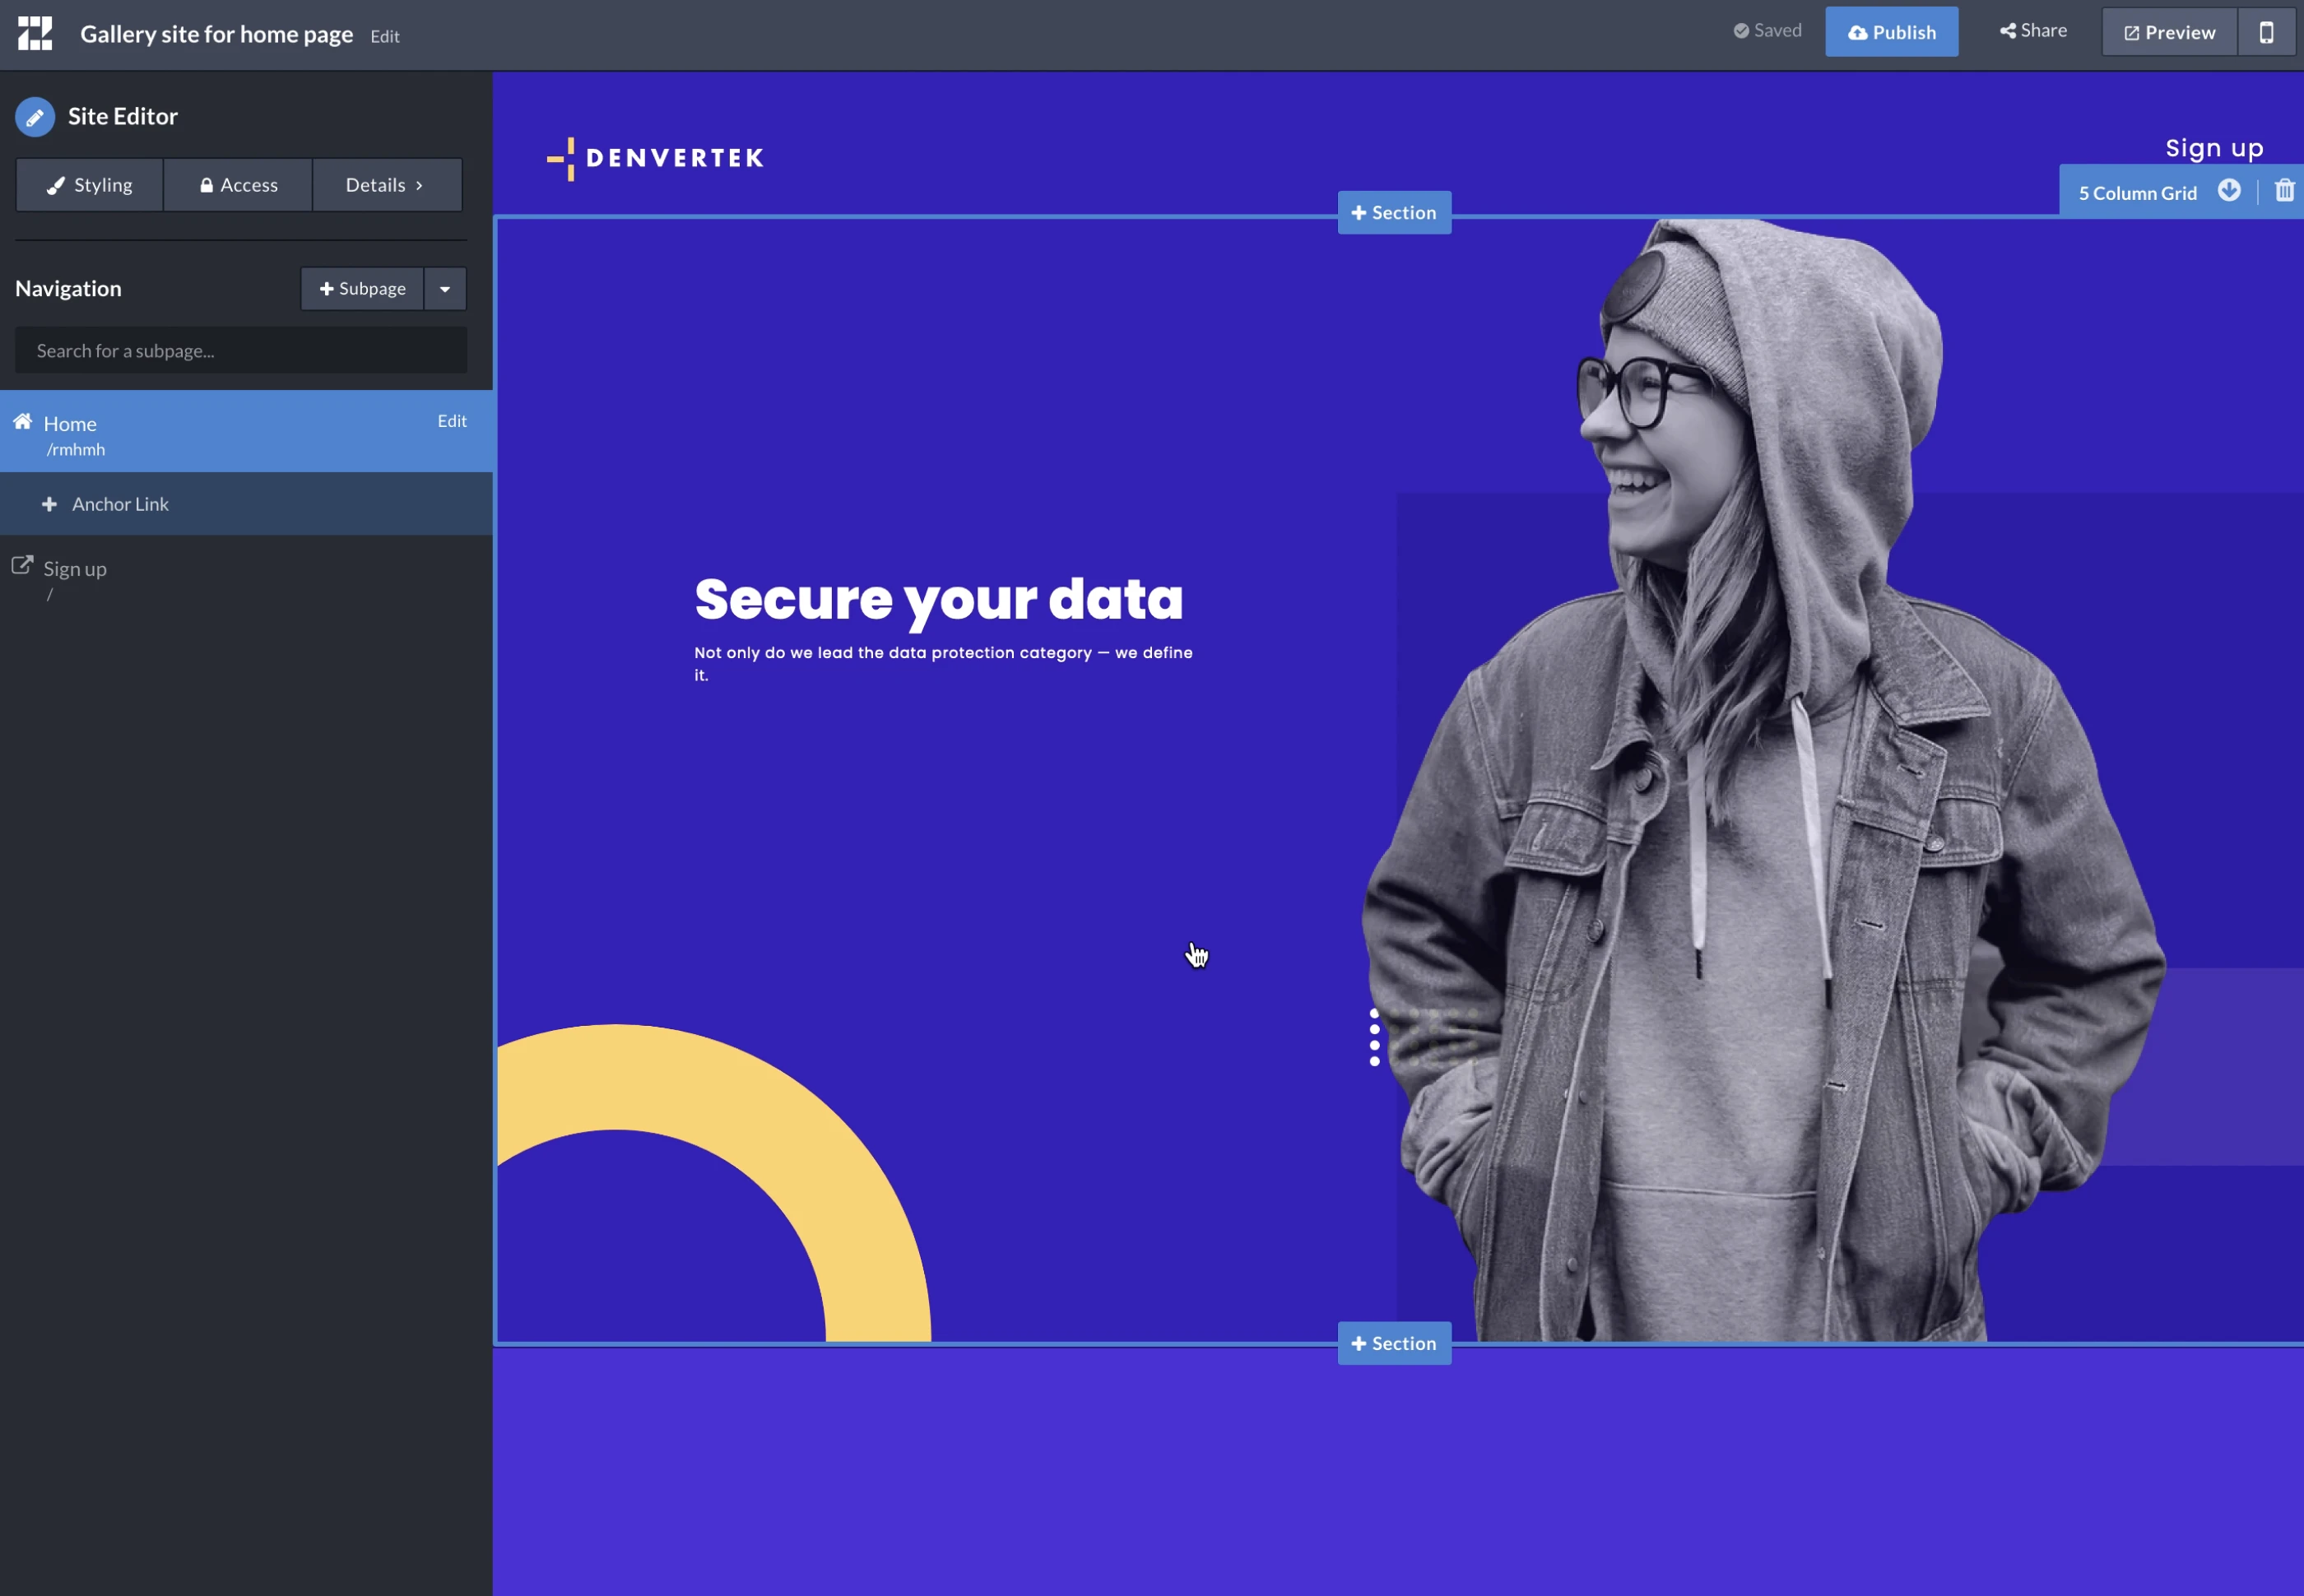 Gallery site for home page Edit
Saved
Publish
Share
Preview
Site Editor
Styling
Access
Details
Navigation
Subpage
Search for a subpage...
Home
Edit
/rmhmh
Anchor Link
Sign up
/
DENVERTEK
Sign up
5 Column Grid
Section
Secure your data
Not only do we lead the data protection category — we define
it.
Section